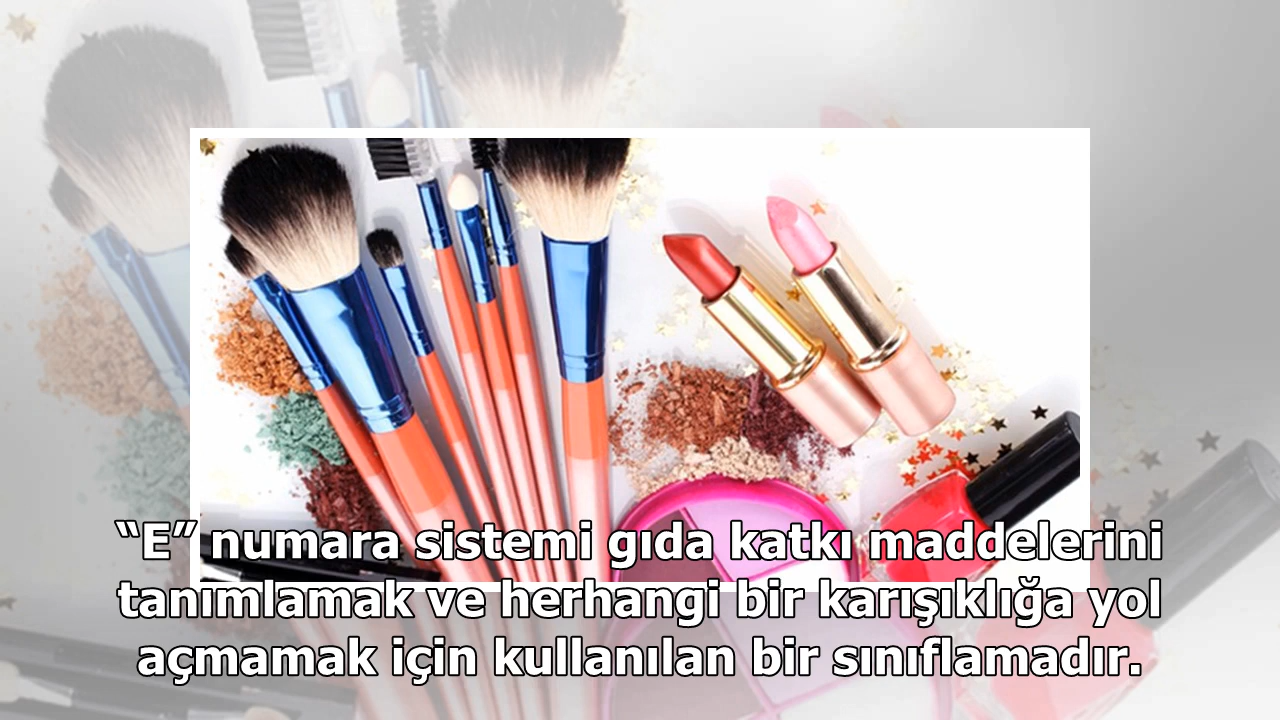 “E” numara sistemi gıda katkı maddelerini
tanımlamak ve herhangi bir karışıklığa yol
açmamak için kullanılan bir sınıflamadır.